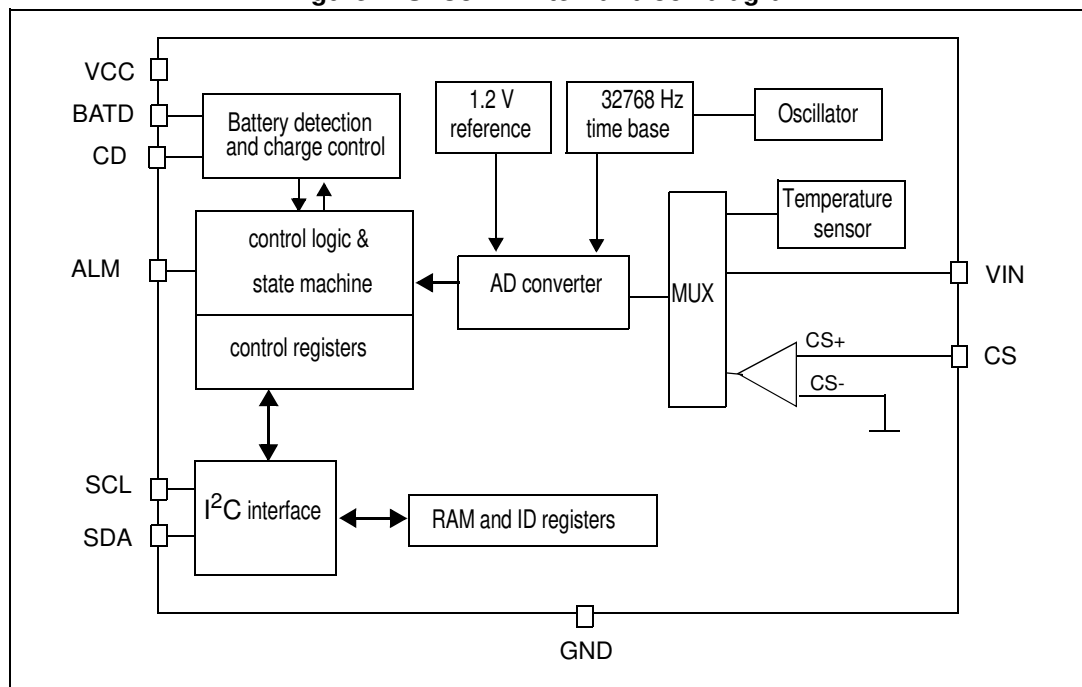 VCC
BATD
CD
ALM
SCL
SDA
Battery detection
and charge control
1.2 V
reference
32768 Hz
time base
Oscillator
Temperature
sensor
control logic &
state machine
control registers
AD converter
MUX
VIN
CS+
CS-
CS
I²C interface
RAM and ID registers
GND